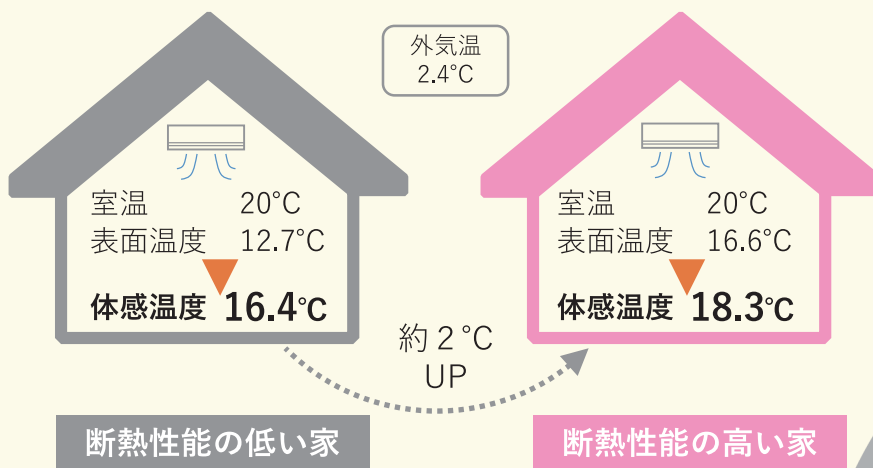 外気温
2.4°C
室温 20°C
表面温度 12.7°C
体感温度 16.4°C
室温 20°C
表面温度 16.6°C
体感温度 18.3°C
約2°C
UP
断熱性能の低い家
断熱性能の高い家